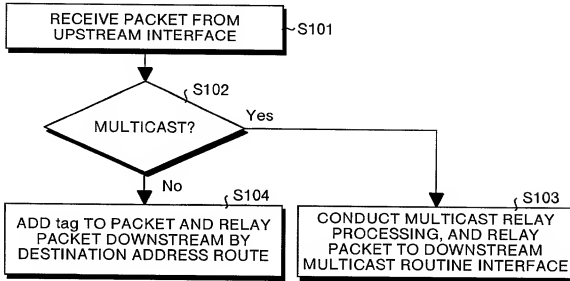 RECEIVE PACKET FROM
UPSTREAM INTERFACE
S101
S102
MULTICAST?
Yes
No
S104
ADD tag TO PACKET AND RELAY
PACKET DOWNSTREAM BY
DESTINATION ADDRESS ROUTE
S103
CONDUCT MULTICAST RELAY
PROCESSING, AND RELAY
PACKET TO DOWNSTREAM
MULTICAST ROUTINE INTERFACE